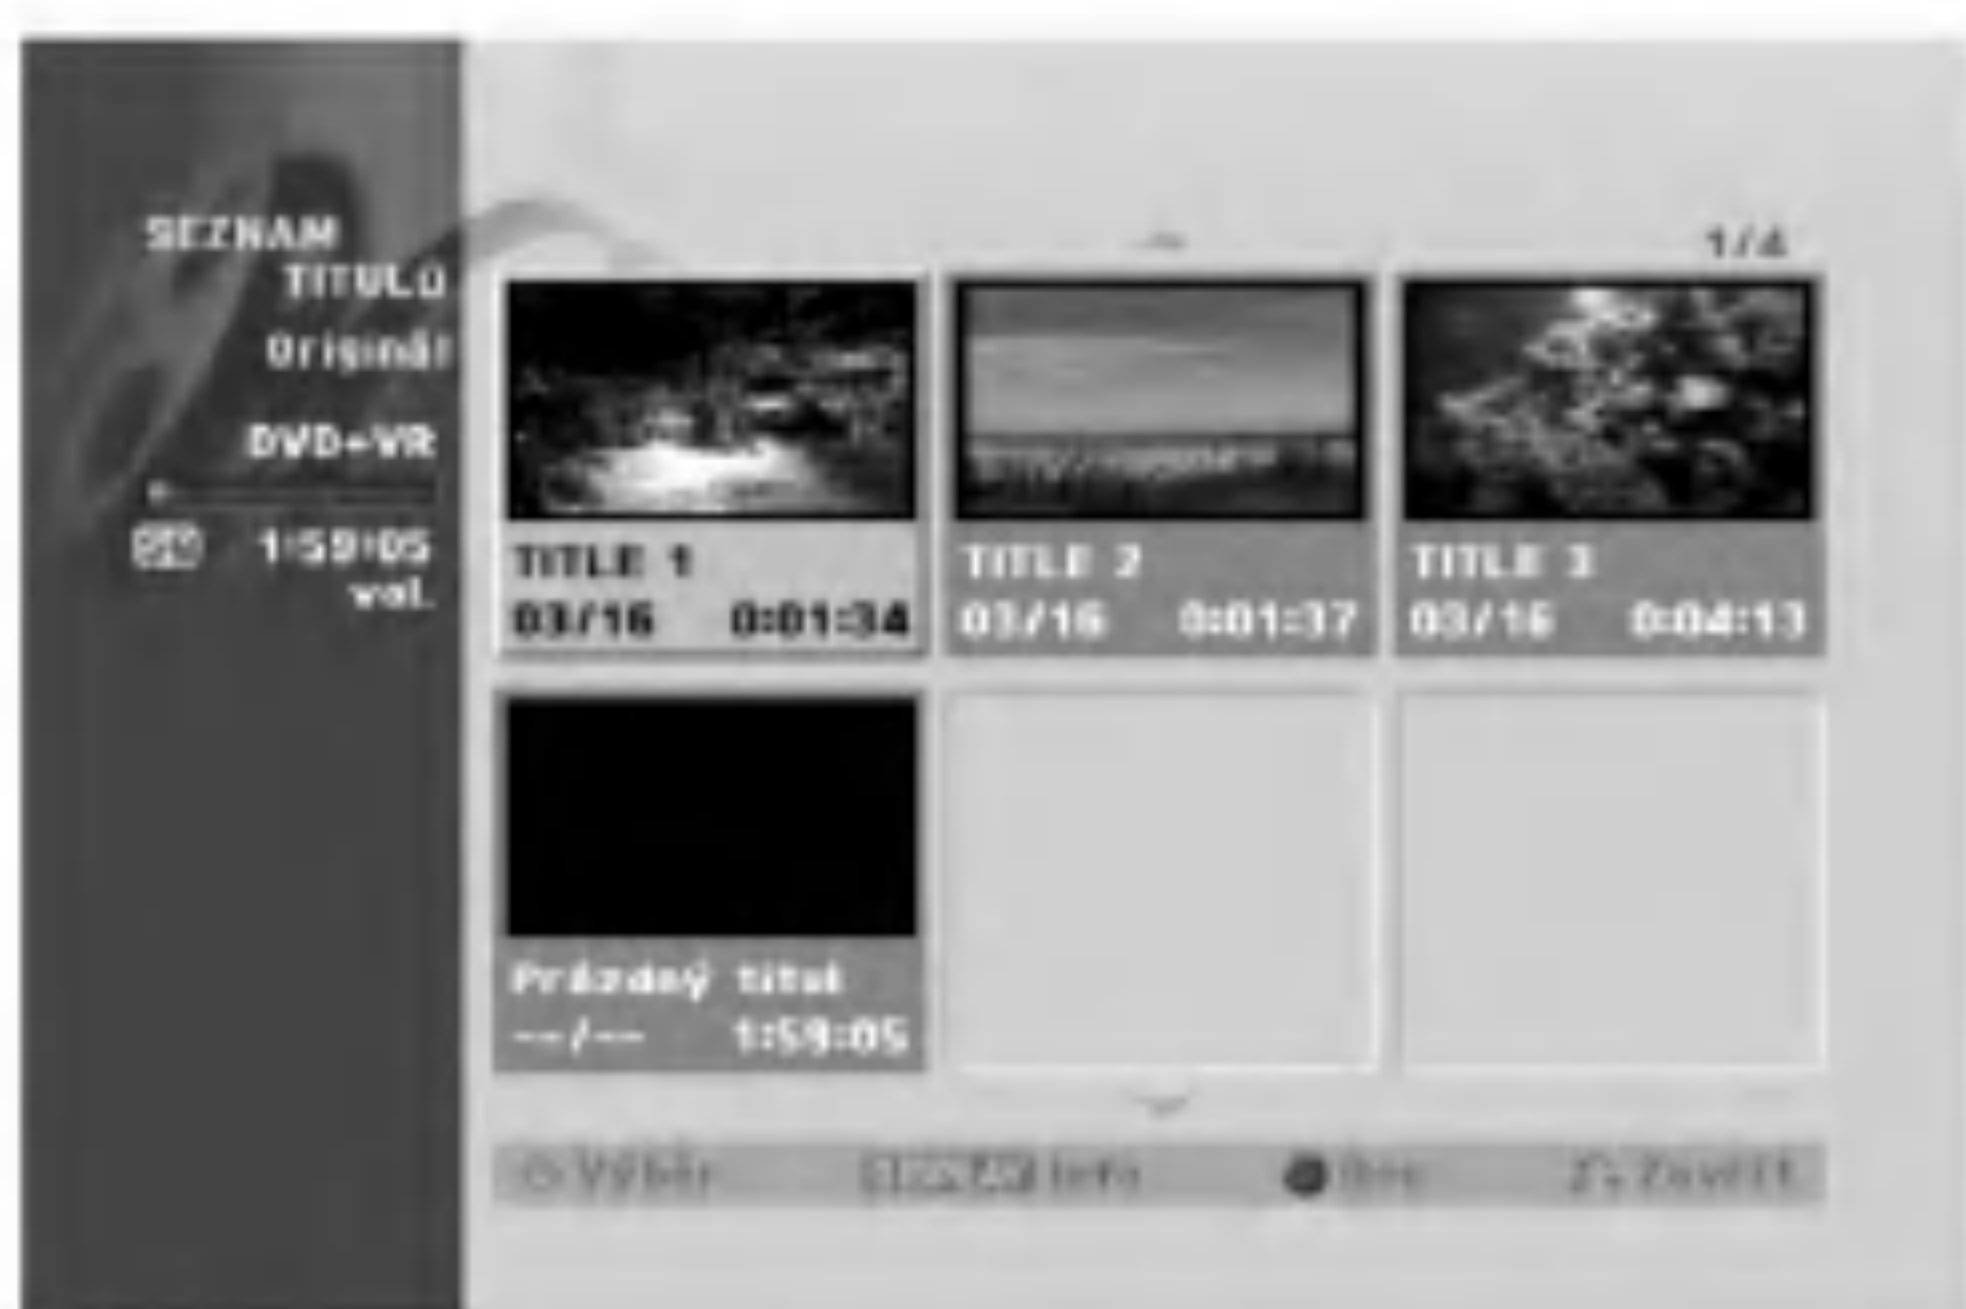 SEZNAM
TITULŮ
Originál
DVD+VR
1:59:05
vol.
1/4
TITLE 1
03/16 0:01:34
TITLE 2
03/16 0:01:37
TITLE 3
03/16 0:04:13
Prázdný titul
--/-- 1:59:05
Výběr
Info
Zavřít